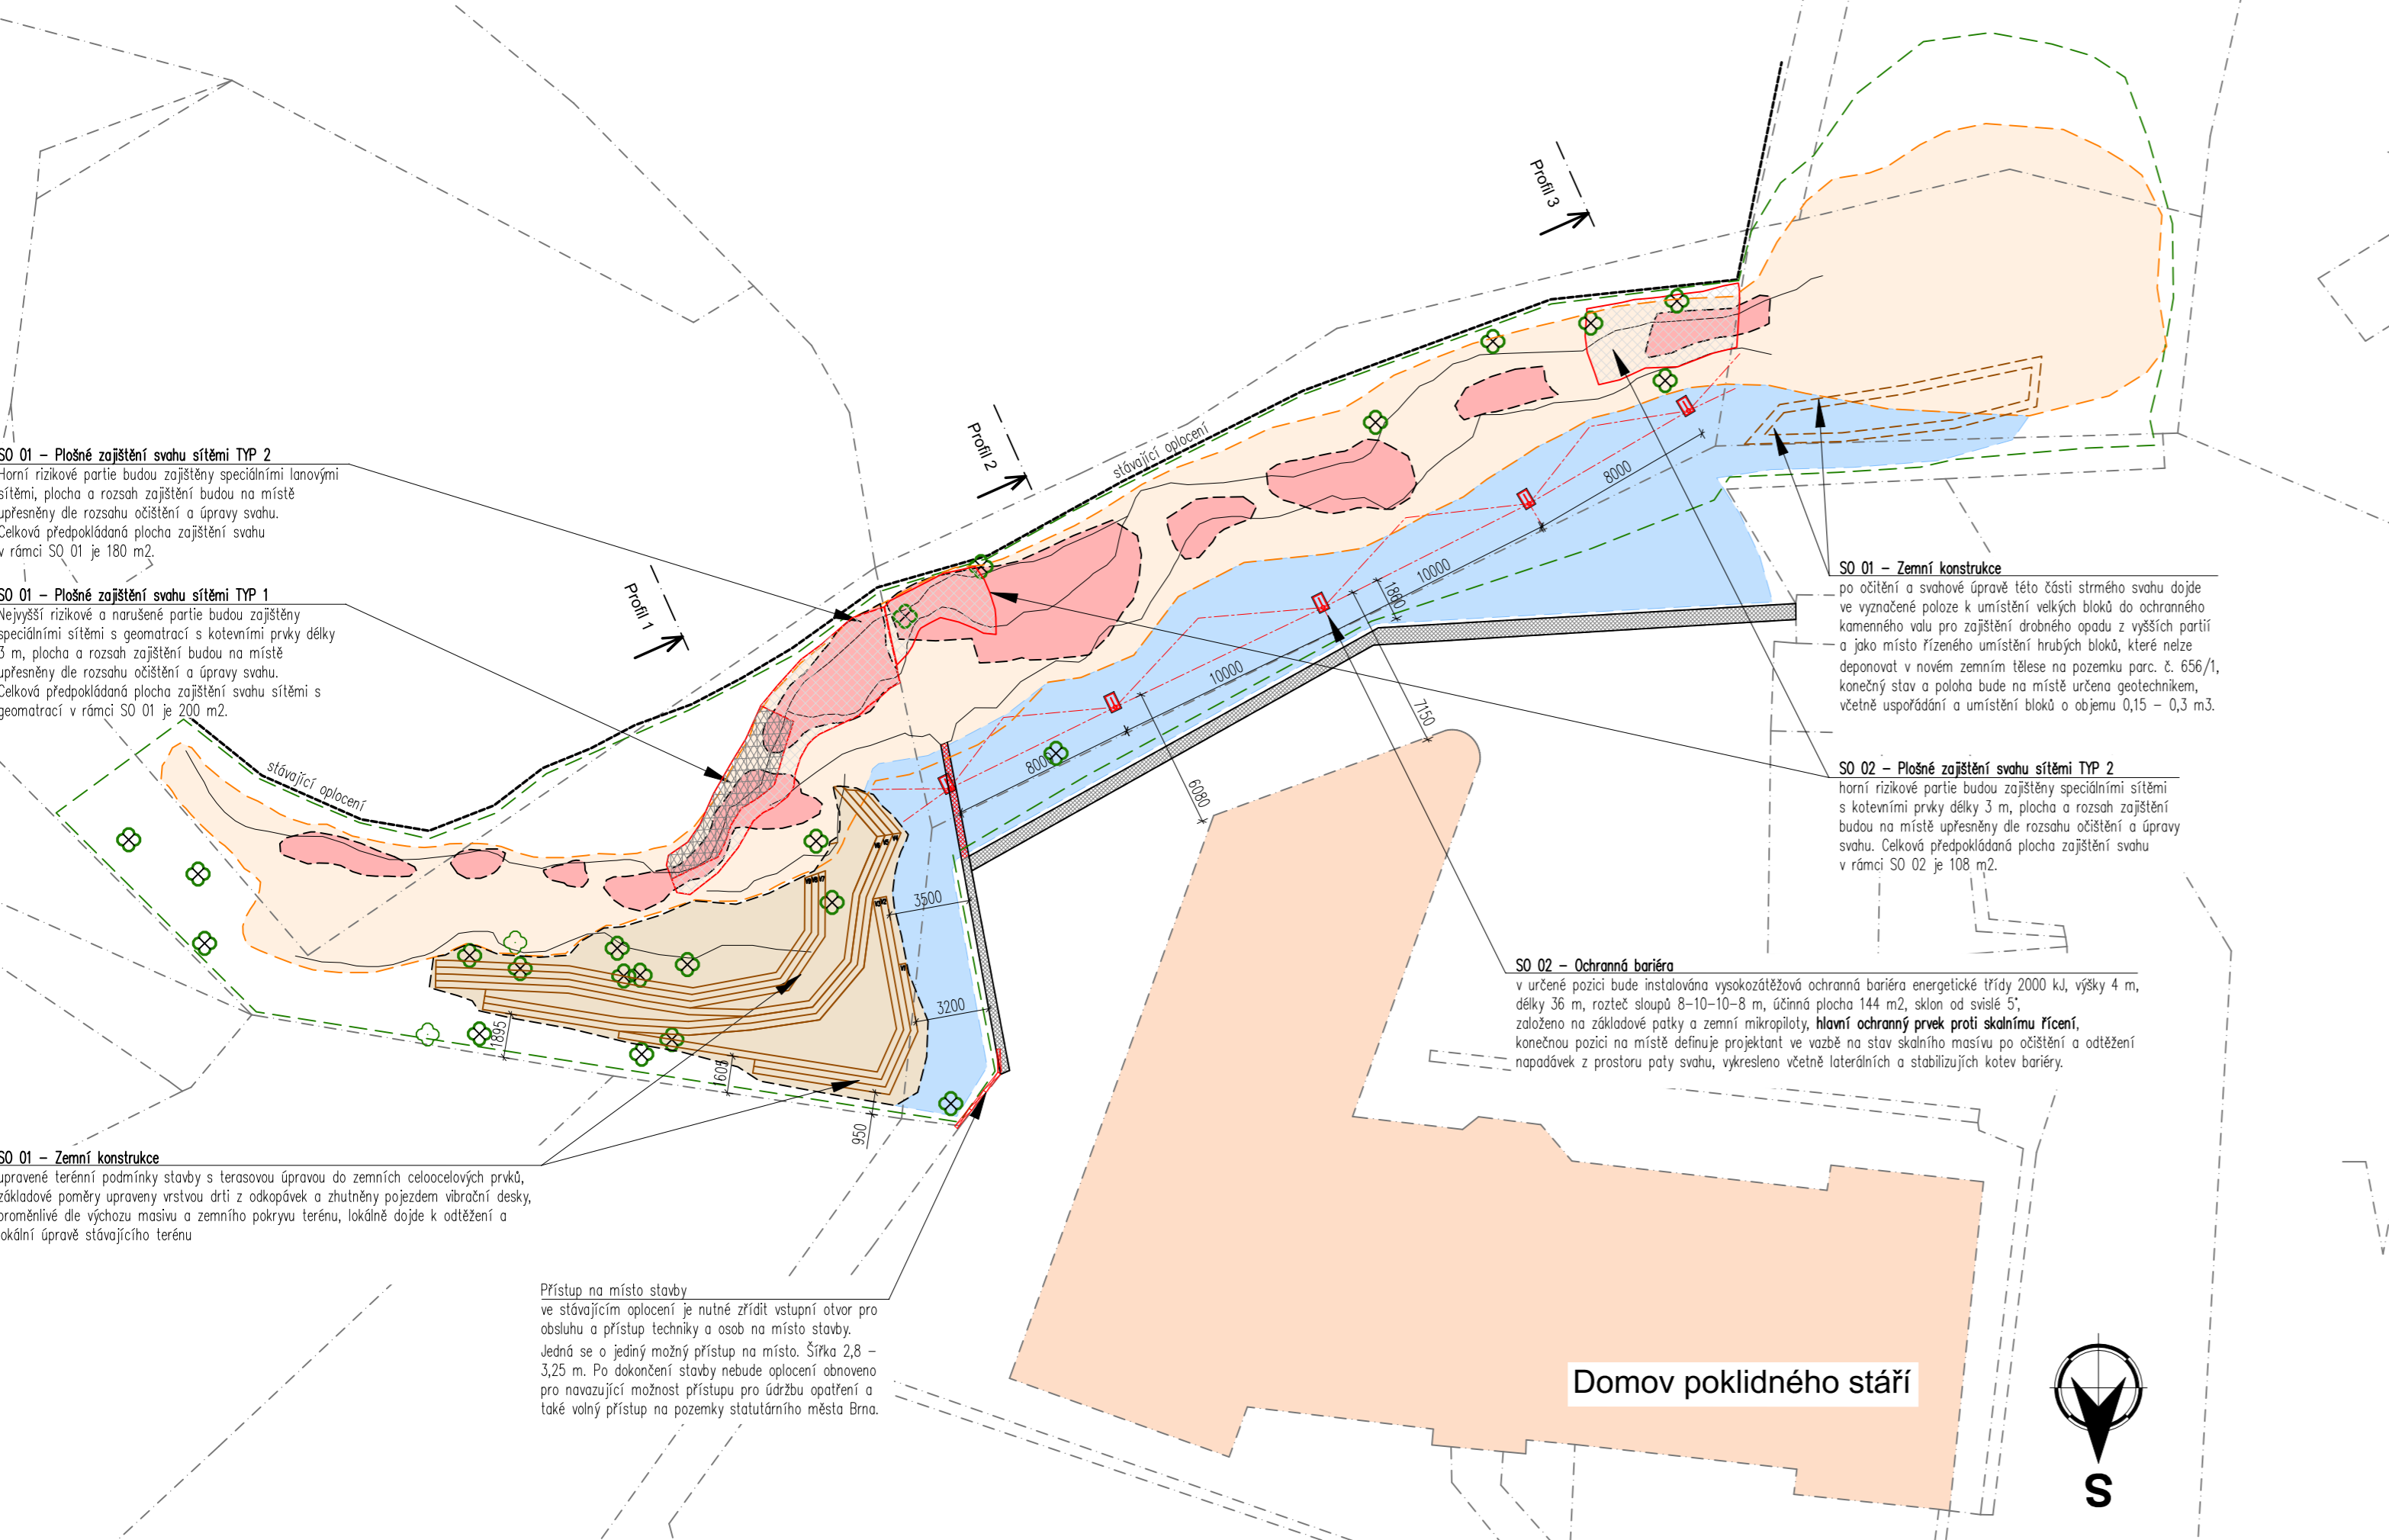 Profil 3
Profil 2
Profil 1
stávající oplocení
stávající oplocení
SO 01 – Plošné zajištění svahu sítěmi TYP 2
Horní rizikové partie budou zajištěny speciálními lanovými
sítěmi, plocha a rozsah zajištění budou na místě
upřesněny dle rozsahu očištění a úpravy svahu.
Celková předpokládaná plocha zajištění svahu
v rámci SO 01 je 180 m2.
SO 01 – Plošné zajištění svahu sítěmi TYP 1
Nejvyšší rizikové a narušené partie budou zajištěny
speciálními sítěmi s geomatrací s kotevními prvky délky
3 m, plocha a rozsah zajištění budou na místě
upřesněny dle rozsahu očištění a úpravy svahu.
Celková předpokládaná plocha zajištění svahu sítěmi s
geomatrací v rámci SO 01 je 200 m2.
8000
10000
1860
10000
8000
7150
6080
3500
3200
1895
1605
950
SO 01 – Zemní konstrukce
po očitění a svahové úpravě této části strmého svahu dojde
ve vyznačené poloze k umístění velkých bloků do ochranného
kamenného valu pro zajištění drobného opadu z vyšších partií
a jako místo řízeného umístění hrubých bloků, které nelze
deponovat v novém zemním tělese na pozemku parc. č. 656/1,
konečný stav a poloha bude na místě určena geotechnikem,
včetně uspořádání a umístění bloků o objemu 0,15 – 0,3 m3.
SO 02 – Plošné zajištění svahu sítěmi TYP 2
horní rizikové partie budou zajištěny speciálními sítěmi
s kotevními prvky délky 3 m, plocha a rozsah zajištění
budou na místě upřesněny dle rozsahu očištění a úpravy
svahu. Celková předpokládaná plocha zajištění svahu
v rámci SO 02 je 108 m2.
SO 02 – Ochranná bariéra
v určené pozici bude instalována vysokozátěžová ochranná bariéra energetické třídy 2000 kJ, výšky 4 m,
délky 36 m, rozteč sloupů 8-10-10-8 m, účinná plocha 144 m2, sklon od svislé 5°,
založeno na základové patky a zemní mikropiloty, hlavní ochranný prvek proti skalnímu řícení,
konečnou pozici na místě definuje projektant ve vazbě na stav skalního masívu po očištění a odtěžení
napadávek z prostoru paty svahu, vykresleno včetně laterálních a stabilizujích kotev bariéry.
SO 01 – Zemní konstrukce
upravené terénní podmínky stavby s terasovou úpravou do zemních celoocelových prvků,
základové poměry upraveny vrstvou drti z odkopávek a zhutněny pojezdem vibrační desky,
proměnlivé dle výchozu masivu a zemního pokryvu terénu, lokálně dojde k odtěžení a
lokální úpravě stávajícího terénu
Přístup na místo stavby
ve stávajícím oplocení je nutné zřídit vstupní otvor pro
obsluhu a přístup techniky a osob na místo stavby.
Jedná se o jediný možný přístup na místo. Šířka 2,8 –
3,25 m. Po dokončení stavby nebude oplocení obnoveno
pro navazující možnost přístupu pro údržbu opatření a
také volný přístup na pozemky statutárního města Brna.
Domov poklidného stáří
S